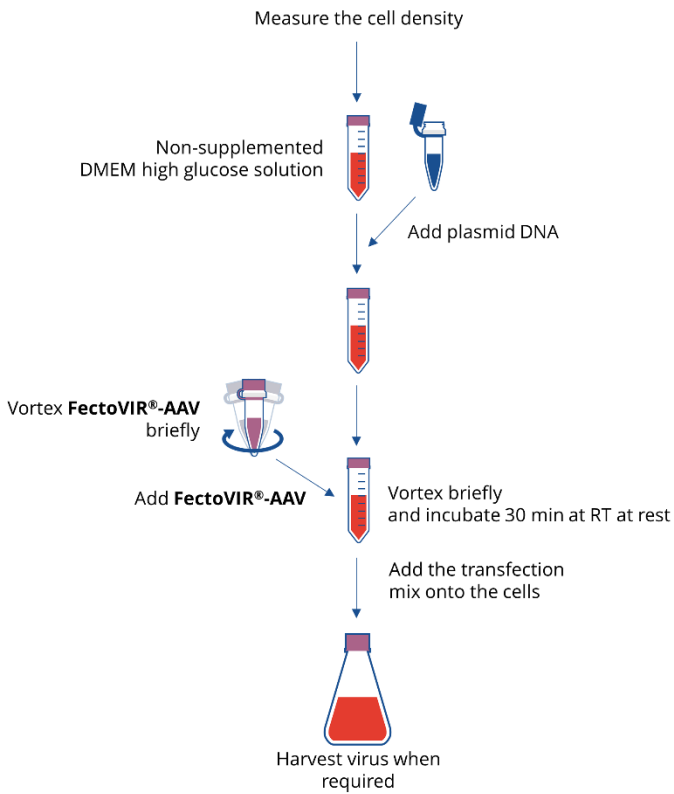 Measure the cell density
Non-supplemented
DMEM high glucose solution
Add plasmid DNA
Vortex FectoVIR®-AAV
briefly
Add FectoVIR®-AAV
Vortex briefly
and incubate 30 min at RT at rest
Add the transfection
mix onto the cells
Harvest virus when
required